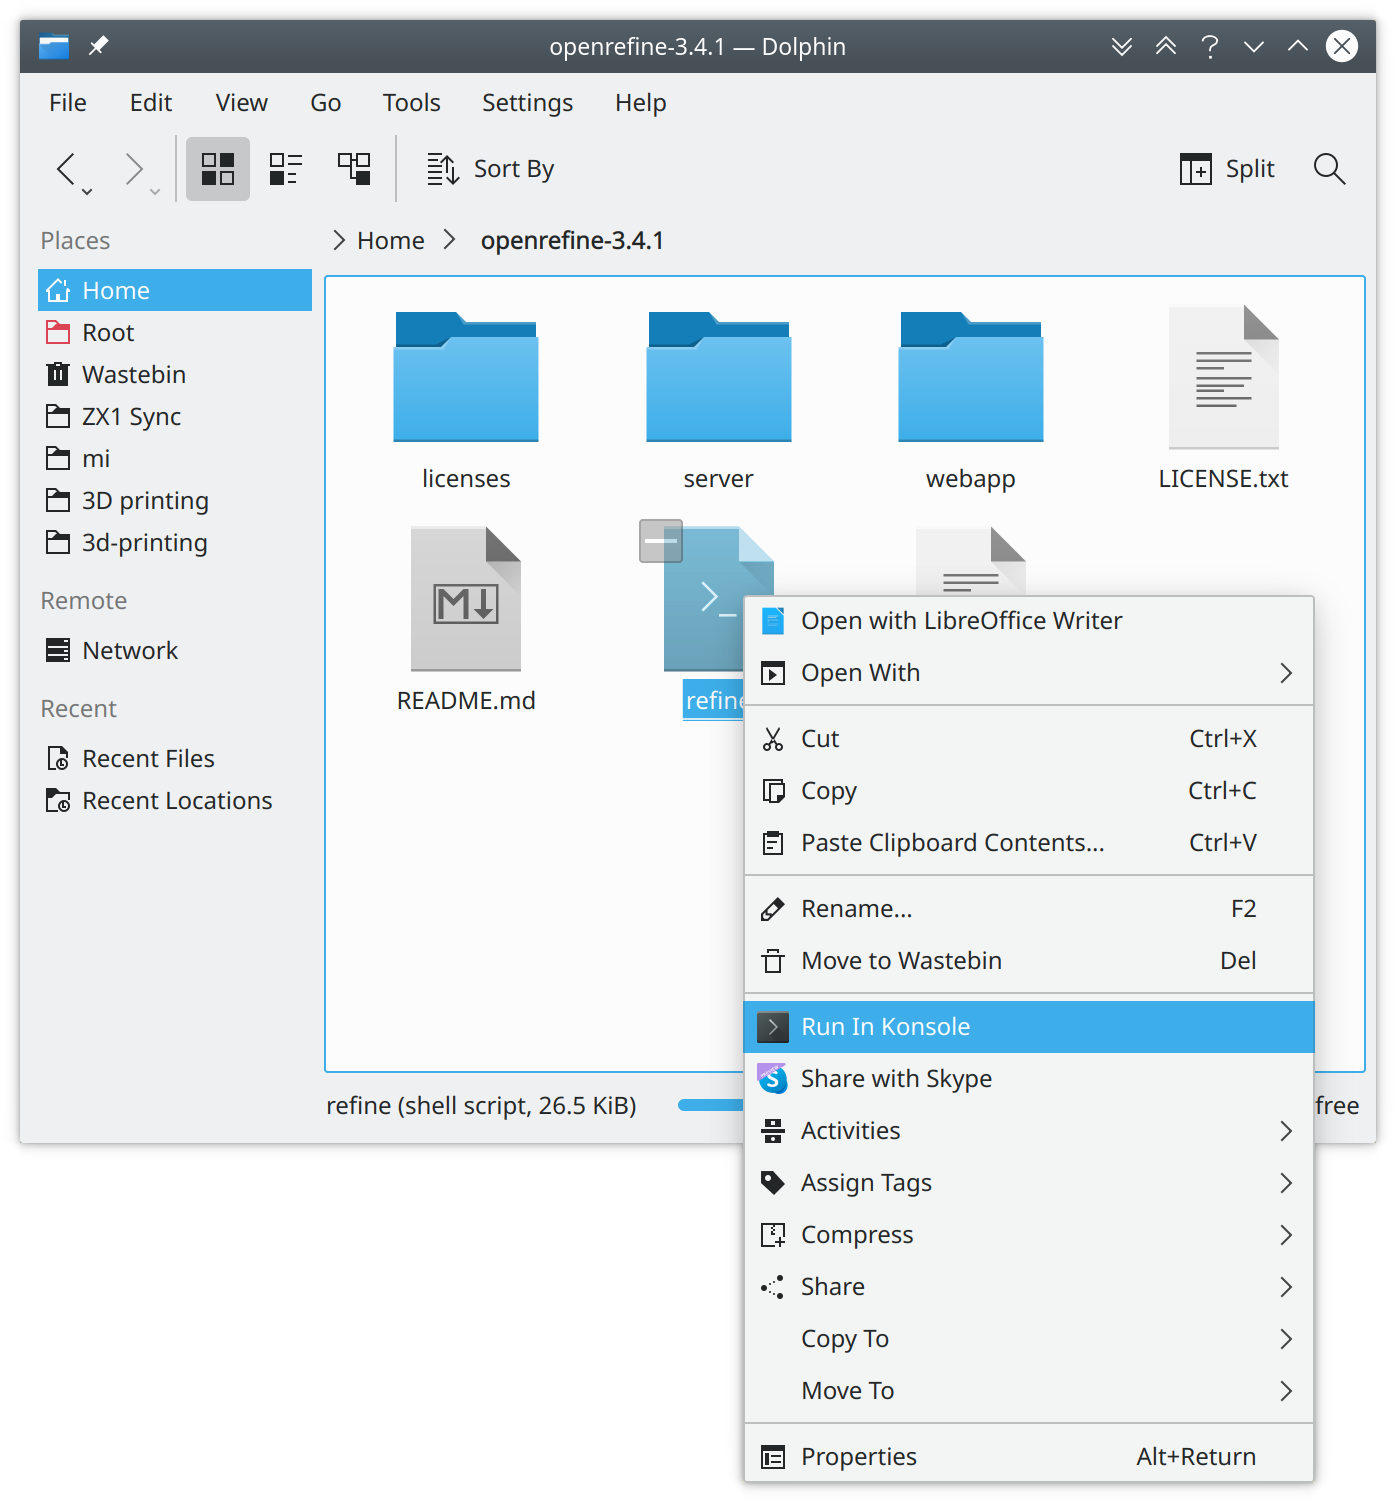 openrefine-3.4.1 — Dolphin
File Edit View Go Tools Settings Help
Sort By
Split
Places
Home
Root
Wastebin
ZX1 Sync
mi
3D printing
3d-printing
Remote
Network
Recent
Recent Files
Recent Locations
Home openrefine-3.4.1
licenses
server
webapp
LICENSE.txt
README.md
refine
refine (shell script, 26.5 KiB)
free
Open with LibreOffice Writer
Open With
Cut Ctrl+X
Copy Ctrl+C
Paste Clipboard Contents... Ctrl+V
Rename... F2
Move to Wastebin Del
Run In Konsole
Share with Skype
Activities
Assign Tags
Compress
Share
Copy To
Move To
Properties Alt+Return